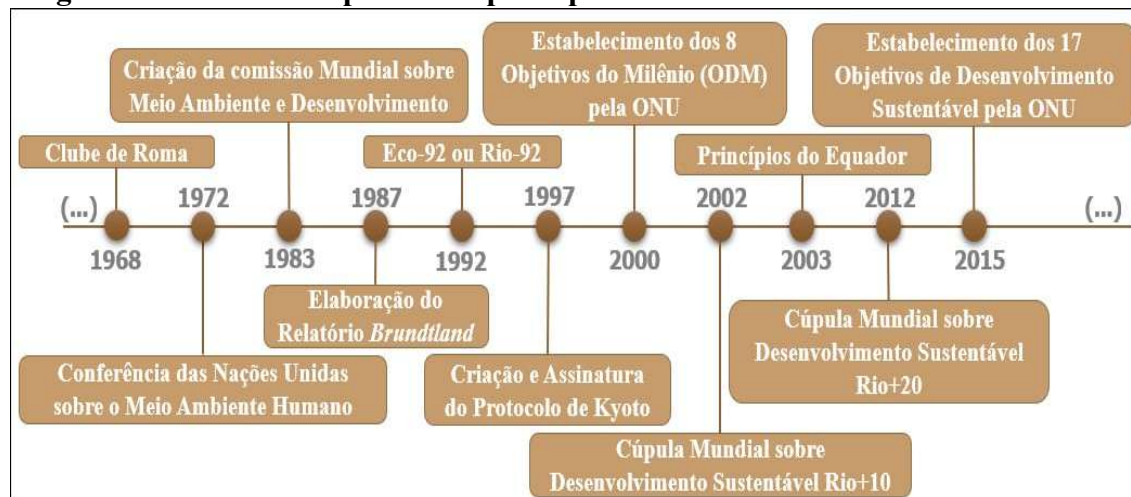 Criação da comissão Mundial sobre
Meio Ambiente e Desenvolvimento
Estabelecimento dos 8
Objetivos do Milênio (ODM)
pela ONU
Estabelecimento dos 17
Objetivos de Desenvolvimento
Sustentável pela ONU
Clube de Roma
Eco-92 ou Rio-92
Princípios do Equador
(...)
1972
1987
1997
2002
2012
(...)
1968
1983
1992
2000
2003
2015
Elaboração do
Relatório Brundtland
Conferência das Nações Unidas
sobre o Meio Ambiente Humano
Criação e Assinatura
do Protocolo de Kyoto
Cúpula Mundial sobre
Desenvolvimento Sustentável
Rio+20
Cúpula Mundial sobre
Desenvolvimento Sustentável Rio+10